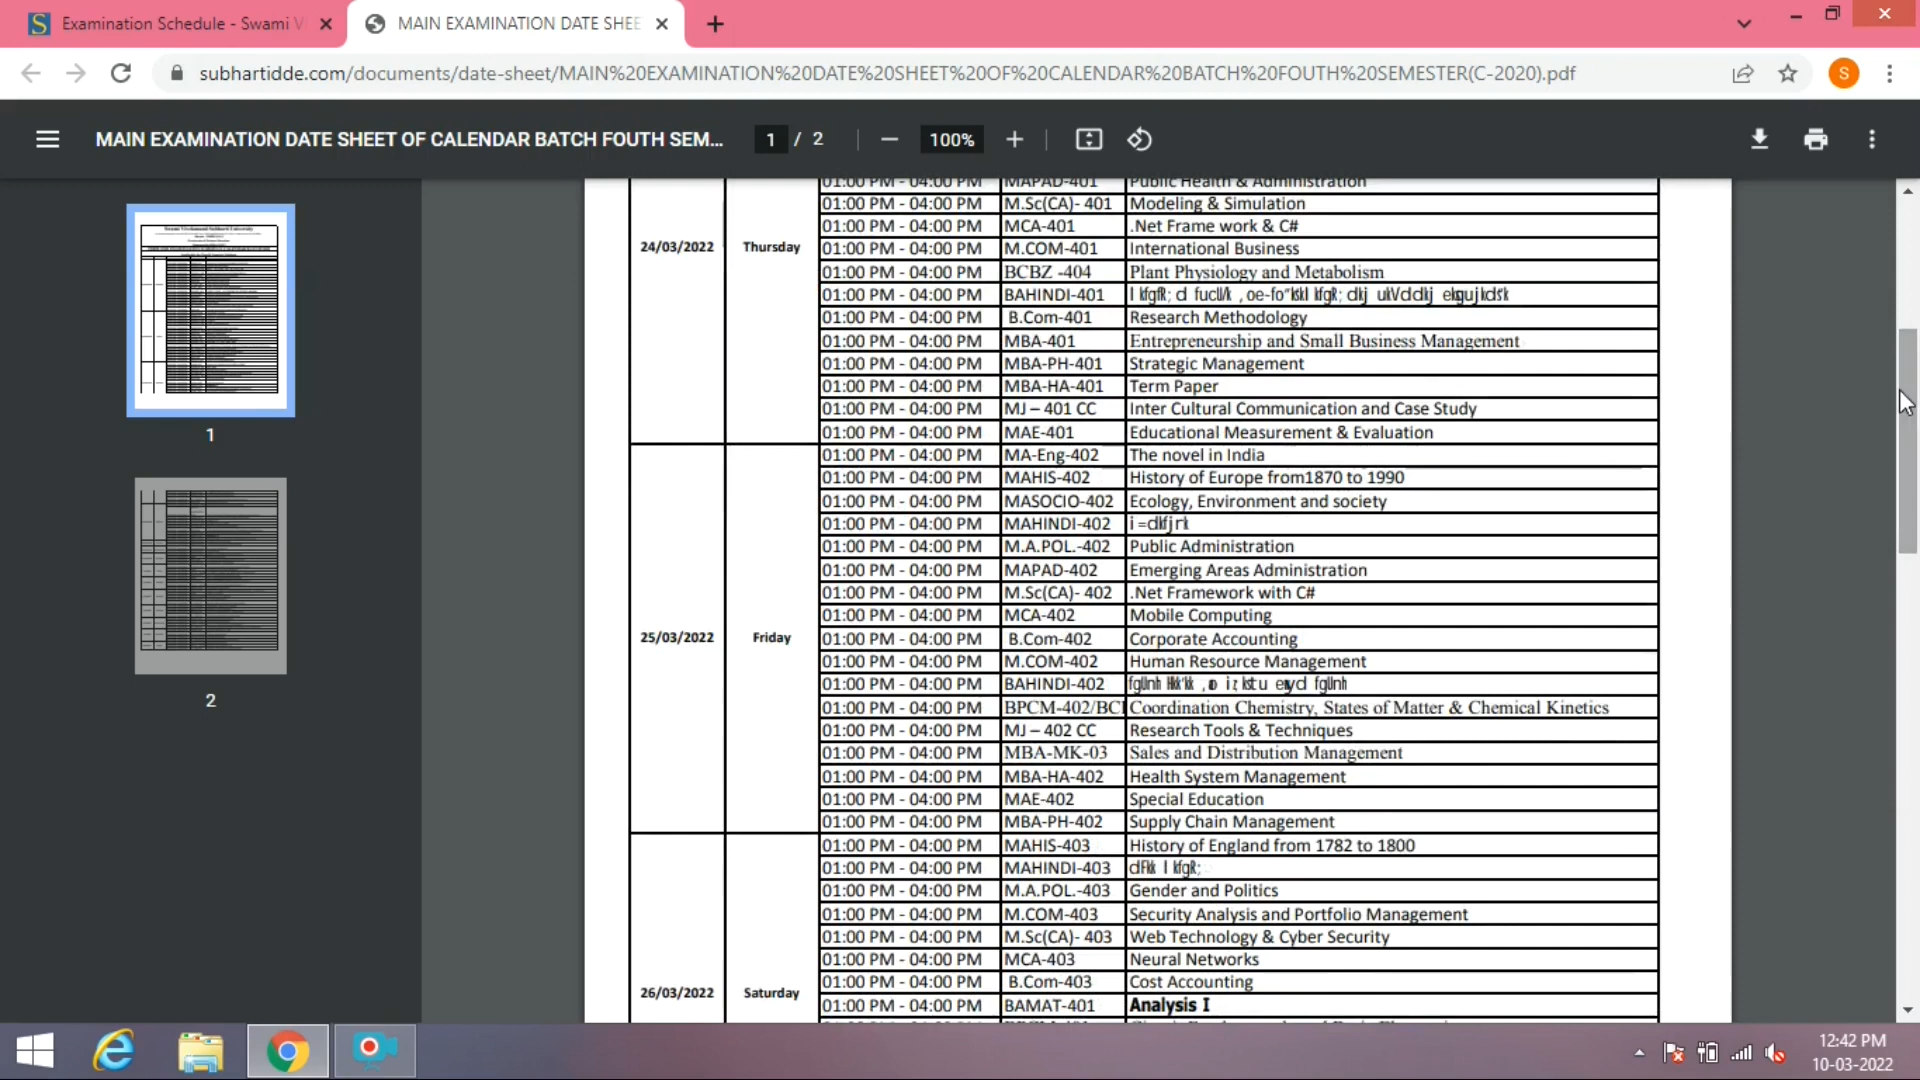 Examination Schedule - Swami V
MAIN EXAMINATION DATE SHEE
subhartidde.com/documents/date-sheet/MAIN%20EXAMINATION%20DATE%20SHEET%20OF%20CALENDAR%20BATCH%20FOUTH%20SEMESTER(C-2020).pdf
S
MAIN EXAMINATION DATE SHEET OF CALENDAR BATCH FOUTH SEM...
1 / 2
100%
01:00 PM - 04:00 PM MAPAD-401 Public Health & Administration
01:00 PM - 04:00 PM M.Sc(CA)- 401 Modeling & Simulation
01:00 PM - 04:00 PM MCA-401 .Net Frame work & C#
24/03/2022 Thursday 01:00 PM - 04:00 PM M.COM-401 International Business
01:00 PM - 04:00 PM BCBZ -404 Plant Physiology and Metabolism
01:00 PM - 04:00 PM BAHINDI-401
01:00 PM - 04:00 PM B.Com-401 Research Methodology
01:00 PM - 04:00 PM MBA-401 Entrepreneurship and Small Business Management
01:00 PM - 04:00 PM MBA-PH-401 Strategic Management
01:00 PM - 04:00 PM MBA-HA-401 Term Paper
01:00 PM - 04:00 PM MJ – 401 CC Inter Cultural Communication and Case Study
01:00 PM - 04:00 PM MAE-401 Educational Measurement & Evaluation
01:00 PM - 04:00 PM MA-Eng-402 The novel in India
01:00 PM - 04:00 PM MAHIS-402 History of Europe from1870 to 1990
01:00 PM - 04:00 PM MASOCIO-402 Ecology, Environment and society
01:00 PM - 04:00 PM MAHINDI-402
01:00 PM - 04:00 PM M.A.POL.-402 Public Administration
01:00 PM - 04:00 PM MAPAD-402 Emerging Areas Administration
01:00 PM - 04:00 PM M.Sc(CA)- 402 .Net Framework with C#
01:00 PM - 04:00 PM MCA-402 Mobile Computing
25/03/2022 Friday 01:00 PM - 04:00 PM B.Com-402 Corporate Accounting
01:00 PM - 04:00 PM M.COM-402 Human Resource Management
01:00 PM - 04:00 PM BAHINDI-402
01:00 PM - 04:00 PM BPCM-402/BCI Coordination Chemistry, States of Matter & Chemical Kinetics
01:00 PM - 04:00 PM MJ – 402 CC Research Tools & Techniques
01:00 PM - 04:00 PM MBA-MK-03 Sales and Distribution Management
01:00 PM - 04:00 PM MBA-HA-402 Health System Management
01:00 PM - 04:00 PM MAE-402 Special Education
01:00 PM - 04:00 PM MBA-PH-402 Supply Chain Management
01:00 PM - 04:00 PM MAHIS-403 History of England from 1782 to 1800
01:00 PM - 04:00 PM MAHINDI-403
01:00 PM - 04:00 PM M.A.POL.-403 Gender and Politics
01:00 PM - 04:00 PM M.COM-403 Security Analysis and Portfolio Management
01:00 PM - 04:00 PM M.Sc(CA)- 403 Web Technology & Cyber Security
01:00 PM - 04:00 PM MCA-403 Neural Networks
01:00 PM - 04:00 PM B.Com-403 Cost Accounting
26/03/2022 Saturday
01:00 PM - 04:00 PM BAMAT-401 Analysis I
1
2
12:42 PM
10-03-2022